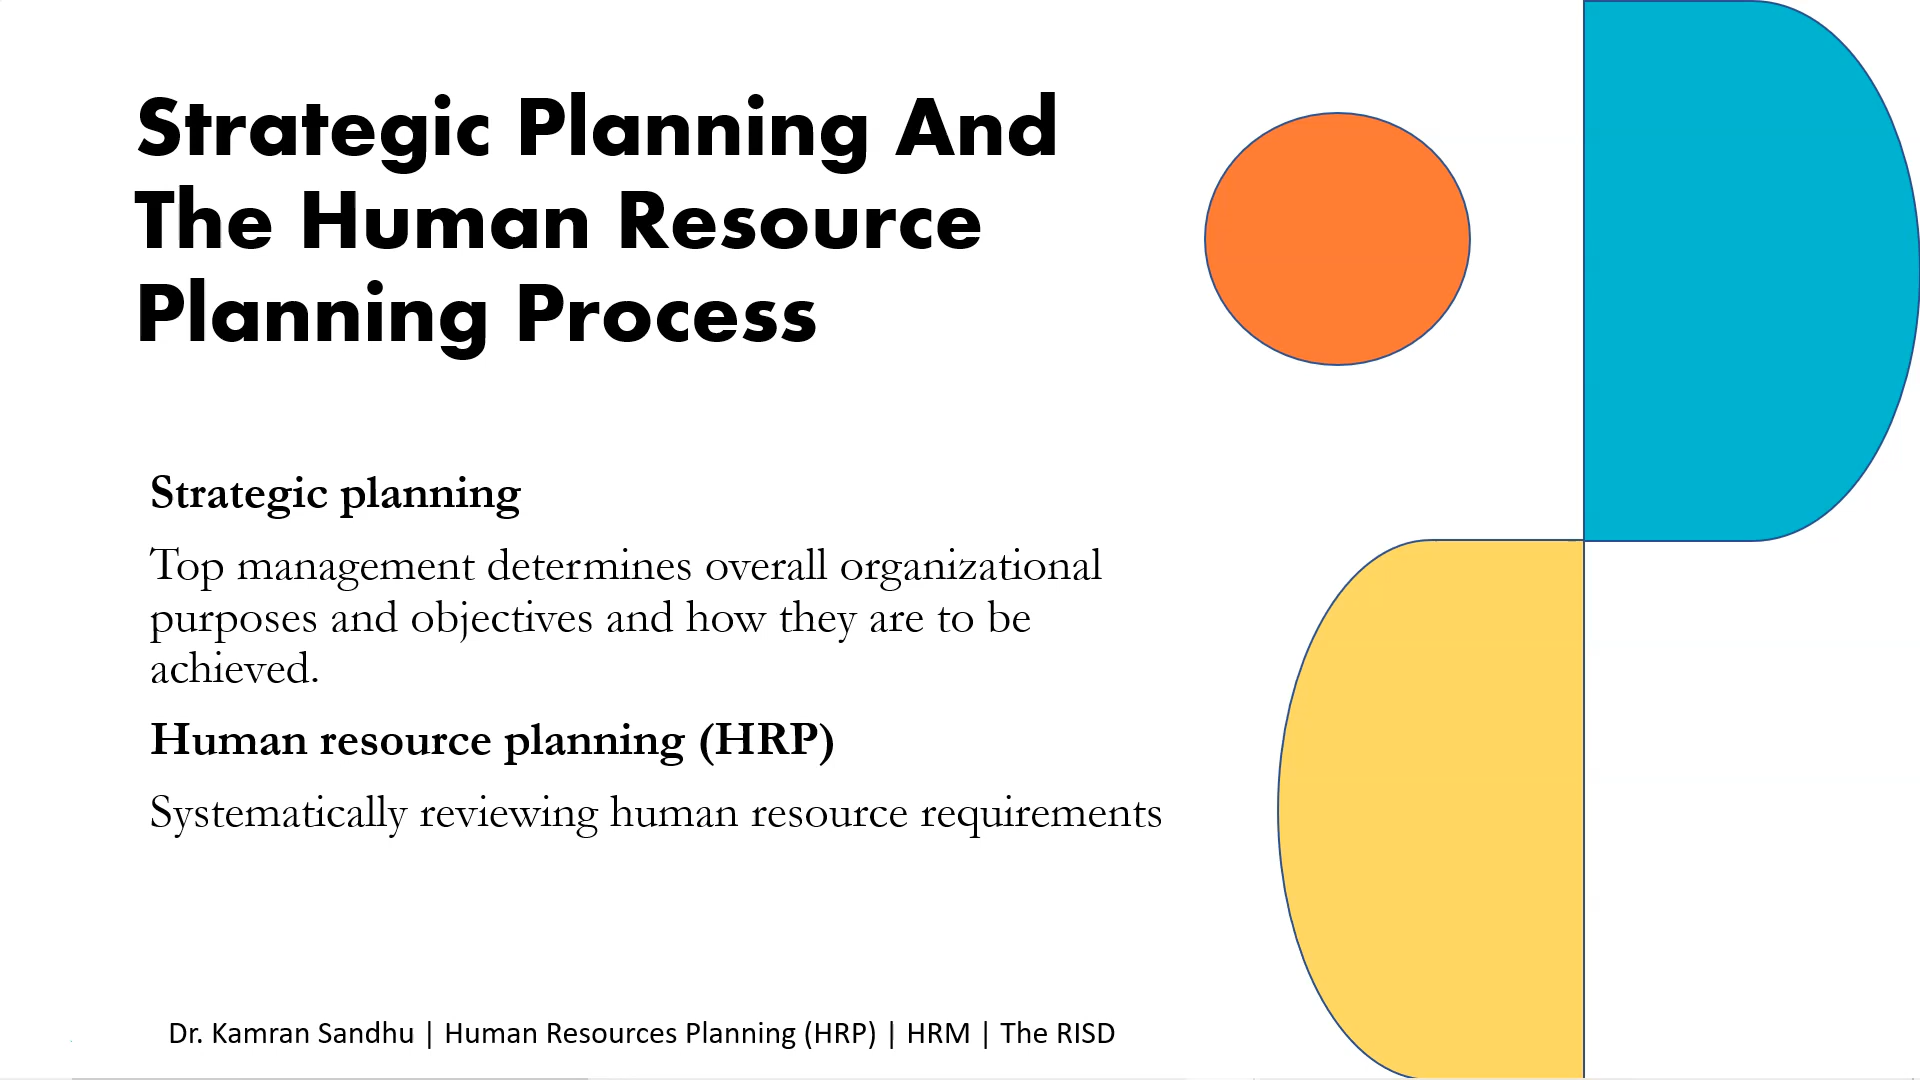 Strategic Planning And
The Human Resource
Planning Process
Strategic planning
Top management determines overall organizational
purposes and objectives and how they are to be
achieved.
Human resource planning (HRP)
Systematically reviewing human resource requirements
Dr. Kamran Sandhu | Human Resources Planning (HRP) | HRM | The RISD